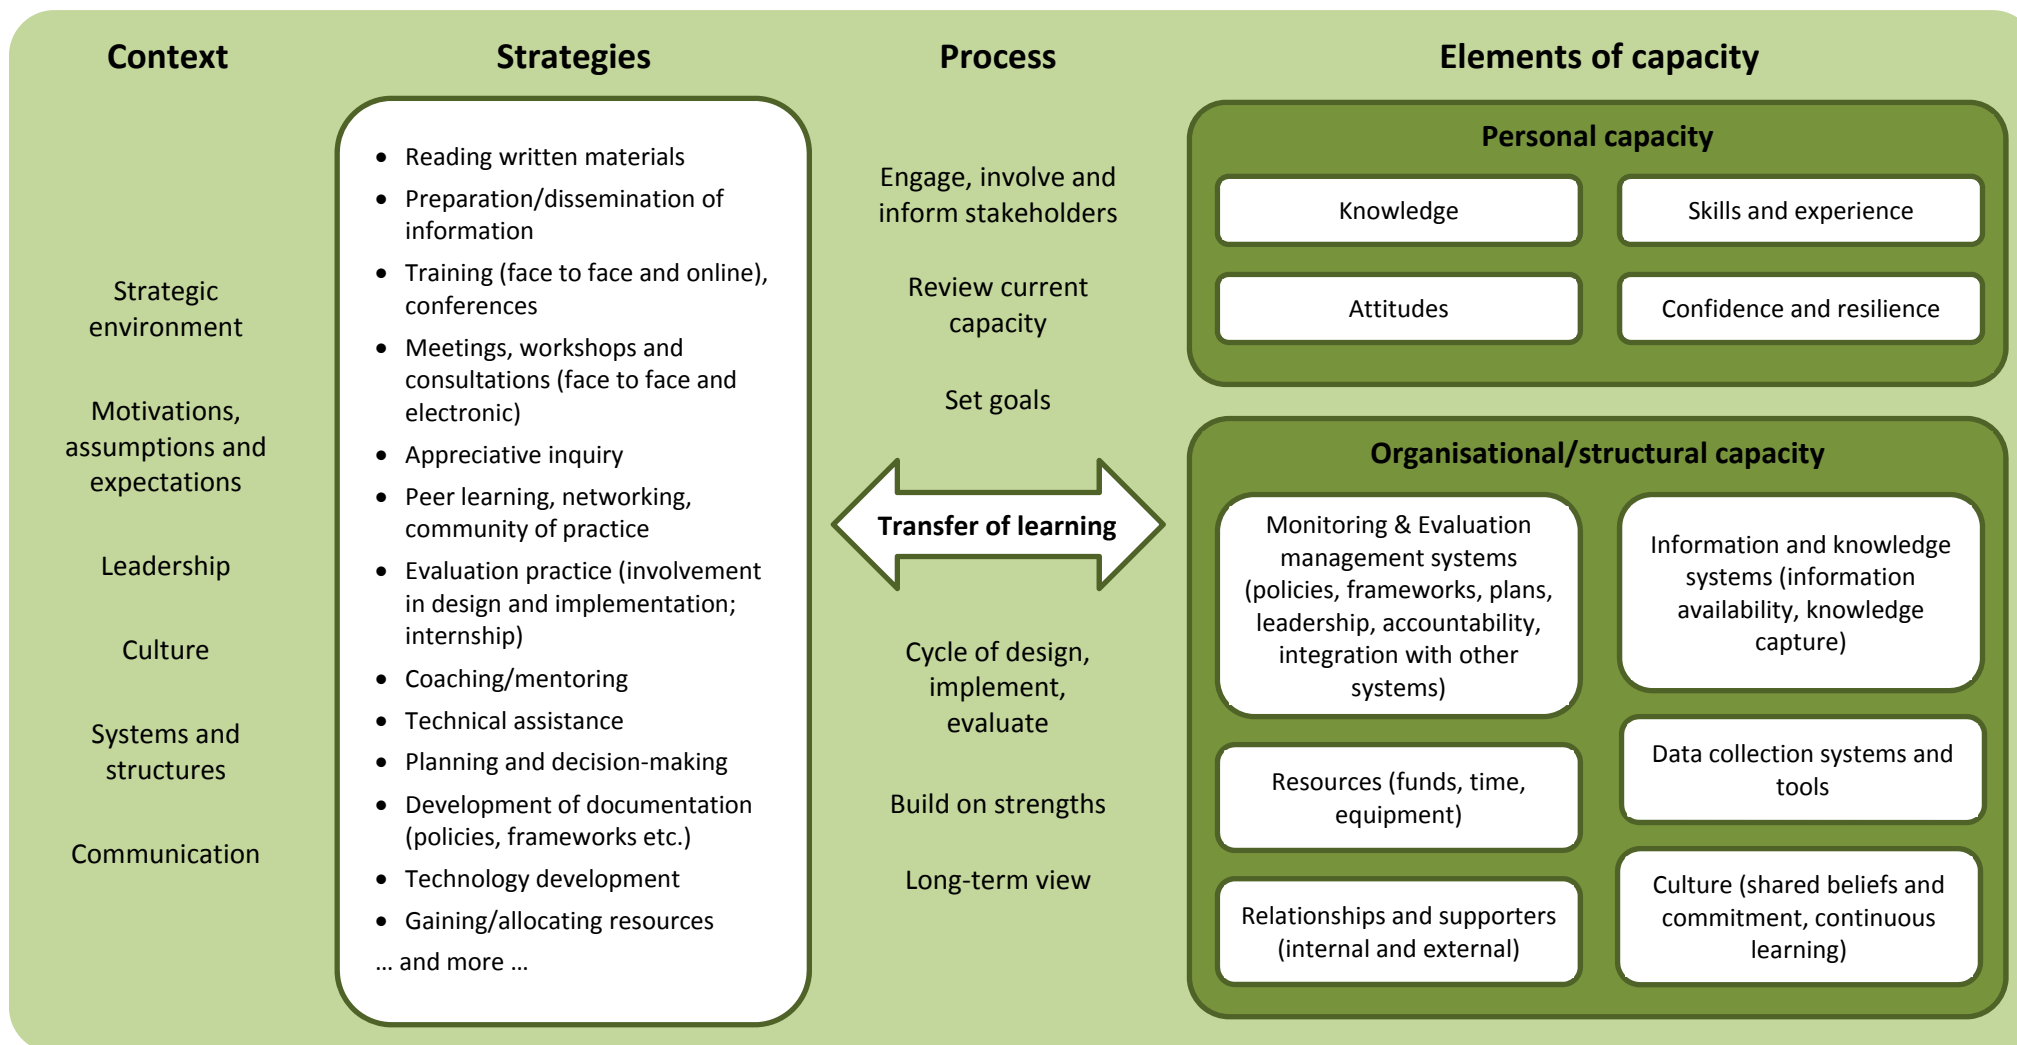 Context
Strategic
environment
Motivations,
assumptions and
expectations
Leadership
Culture
Systems and
structures
Communication
Strategies
• Reading written materials
• Preparation/dissemination of
information
• Training (face to face and online),
conferences
• Meetings, workshops and
consultations (face to face and
electronic)
• Appreciative inquiry
• Peer learning, networking,
community of practice
• Evaluation practice (involvement
in design and implementation;
internship)
• Coaching/mentoring
• Technical assistance
• Planning and decision-making
• Development of documentation
(policies, frameworks etc.)
• Technology development
• Gaining/allocating resources
... and more ...
Process
Engage, involve and
inform stakeholders
Review current
capacity
Set goals
Transfer of learning
Cycle of design,
implement,
evaluate
Build on strengths
Long-term view
Elements of capacity
Personal capacity
Knowledge
Skills and experience
Attitudes
Confidence and resilience
Organisational/structural capacity
Monitoring & Evaluation
management systems
(policies, frameworks, plans,
leadership, accountability,
integration with other
systems)
Information and knowledge
systems (information
availability, knowledge
capture)
Resources (funds, time,
equipment)
Data collection systems and
tools
Relationships and supporters
(internal and external)
Culture (shared beliefs and
commitment, continuous
learning)